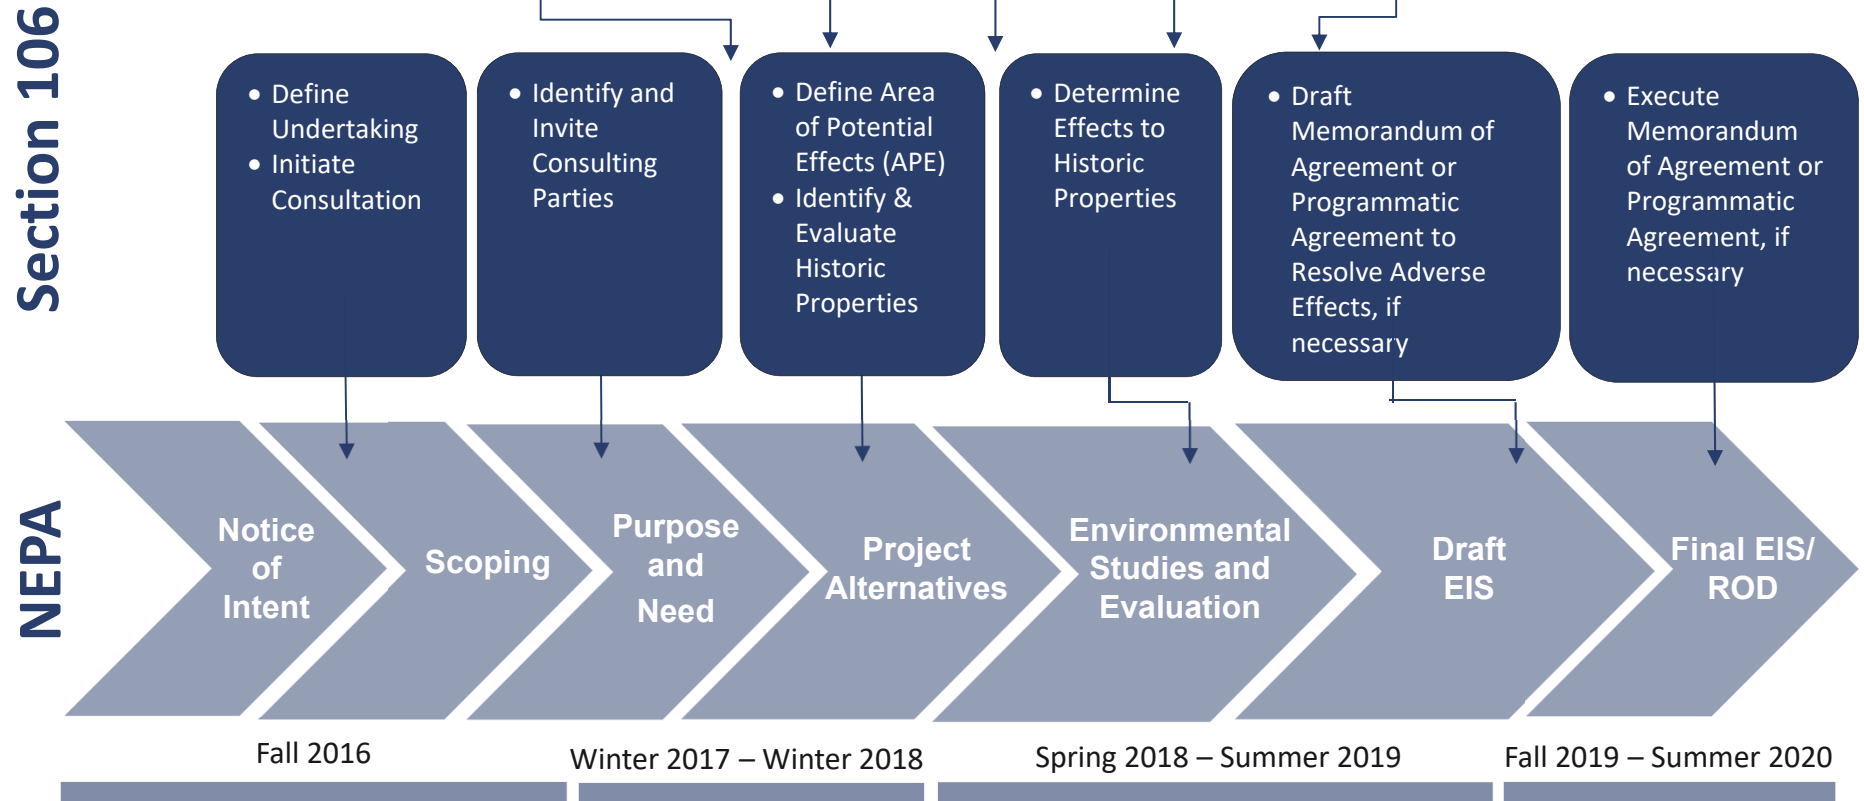 Section 106
• Define
Undertaking
• Initiate
Consultation
• Identify and
Invite
Consulting
Parties
• Define Area
of Potential
Effects (APE)
• Identify &
Evaluate
Historic
Properties
• Determine
Effects to
Historic
Properties
• Draft
Memorandum of
Agreement or
Programmatic
Agreement to
Resolve Adverse
Effects, if
necessary
• Execute
Memorandum
of Agreement or
Programmatic
Agreement, if
necessary
NEPA
Notice
of
Intent
Scoping
Purpose
and
Need
Project
Alternatives
Environmental
Studies and
Evaluation
Draft
EIS
Final EIS/
ROD
Fall 2016
Winter 2017 – Winter 2018
Spring 2018 – Summer 2019
Fall 2019 – Summer 2020